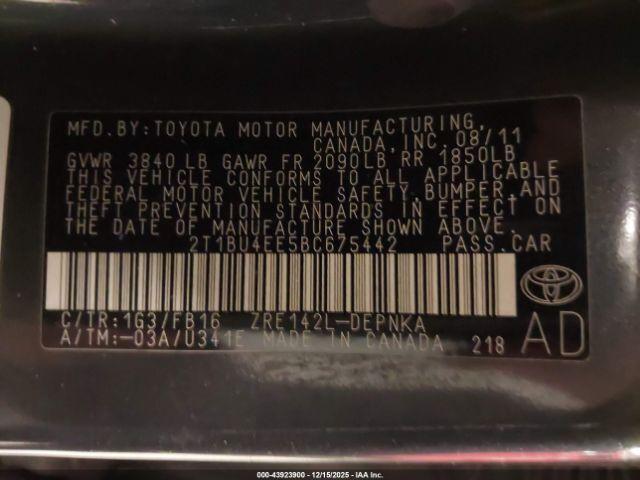 MFD.BY:TOYOTA MOTOR MANUFACTURING,
CANADA,INC. 08/11
GVWR 3840 LB GAWR FR 2090LB RR 1850LB
THIS VEHICLE CONFORMS TO ALL APPLICABLE
FEDERAL MOTOR VEHICLE SAFETY,BUMPER,AND
THEFT PREVENTION STANDARDS IN EFFECT ON
THE DATE OF MANUFACTURE SHOWN ABOVE.
2T1BU4EE5BC675442 PASS.CAR
C/TR:1G3/FB16 ZRE142L-DEPNKA
A/TM:-03A/U341E MADE IN CANADA 218
AD
000-43923900 - 12/15/2025 - IAA Inc.